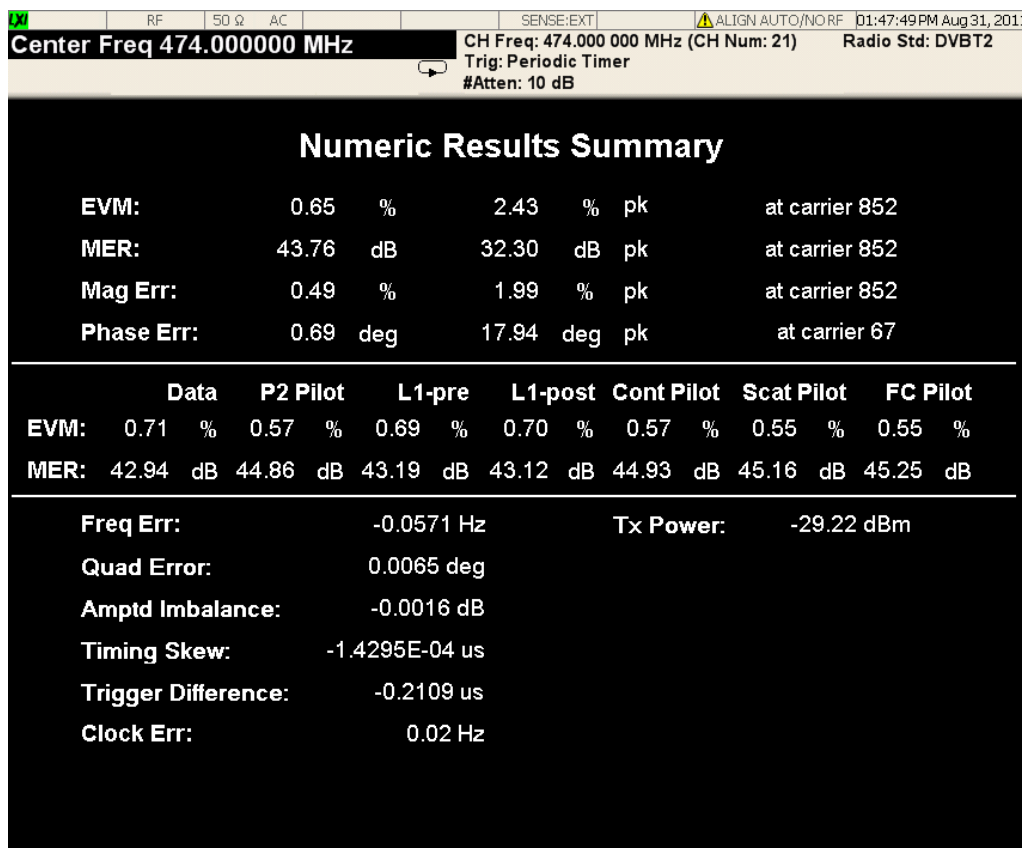 LXI RF 50 Ω AC SENSE:EXT ALIGN AUTO/NO RF 01:47:49 PM Aug 31, 201
Center Freq 474.000000 MHz CH Freq: 474.000 000 MHz (CH Num: 21) Radio Std: DVBT2
Trig: Periodic Timer
#Atten: 10 dB
Numeric Results Summary
EVM: 0.65 % 2.43 % pk at carrier 852
MER: 43.76 dB 32.30 dB pk at carrier 852
Mag Err: 0.49 % 1.99 % pk at carrier 852
Phase Err: 0.69 deg 17.94 deg pk at carrier 67
Data P2 Pilot L1-pre L1-post Cont Pilot Scat Pilot FC Pilot
EVM: 0.71 % 0.57 % 0.69 % 0.70 % 0.57 % 0.55 % 0.55 %
MER: 42.94 dB 44.86 dB 43.19 dB 43.12 dB 44.93 dB 45.16 dB 45.25 dB
Freq Err: -0.0571 Hz Tx Power: -29.22 dBm
Quad Error: 0.0065 deg
Amptd Imbalance: -0.0016 dB
Timing Skew: -1.4295E-04 us
Trigger Difference: -0.2109 us
Clock Err: 0.02 Hz